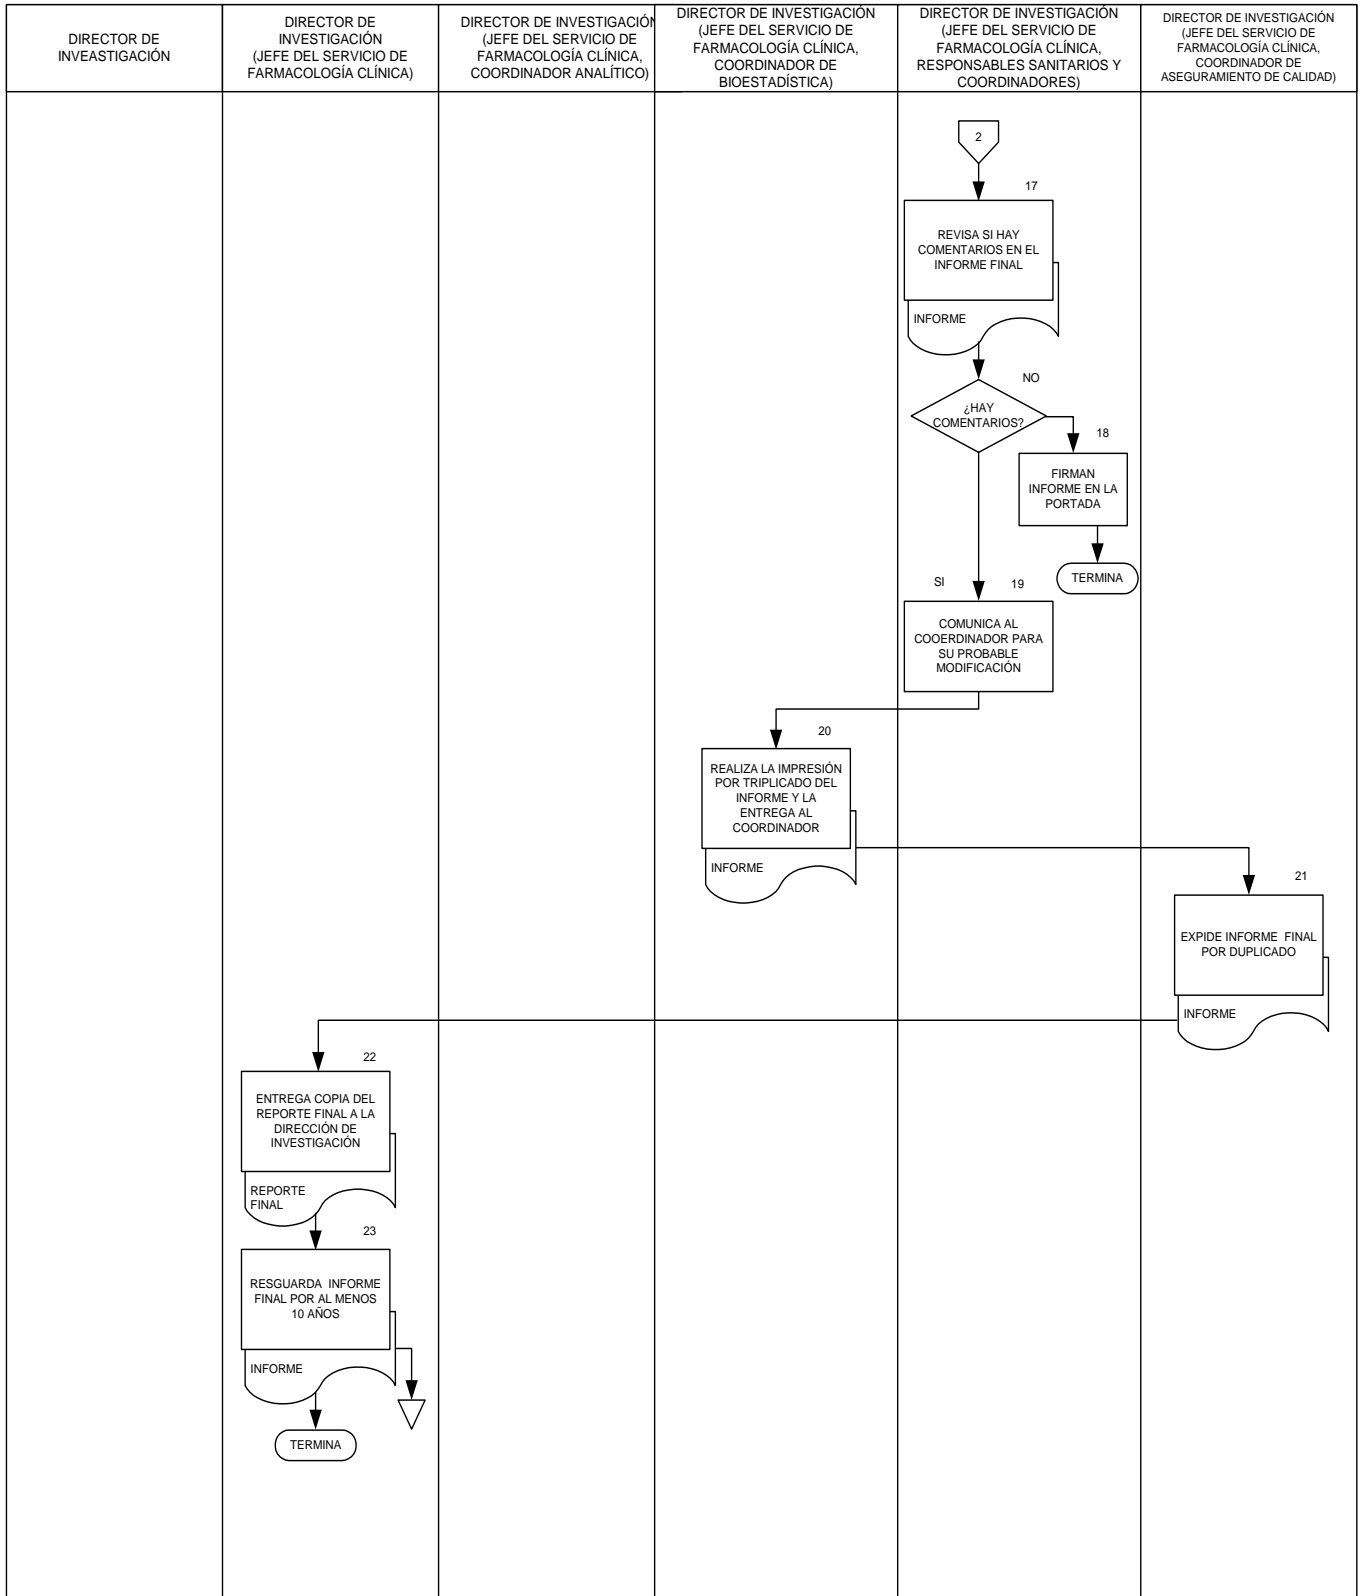 DIRECTOR DE
INVEASTIGACIÓN
DIRECTOR DE
INVESTIGACIÓN
(JEFE DEL SERVICIO DE
FARMACOLOGÍA CLÍNICA)
DIRECTOR DE INVESTIGACIÓN
(JEFE DEL SERVICIO DE
FARMACOLOGÍA CLÍNICA,
COORDINADOR ANALÍTICO)
DIRECTOR DE INVESTIGACIÓN
(JEFE DEL SERVICIO DE
FARMACOLOGÍA CLÍNICA,
COORDINADOR DE
BIOESTADÍSTICA)
DIRECTOR DE INVESTIGACIÓN
(JEFE DEL SERVICIO DE
FARMACOLOGÍA CLÍNICA,
RESPONSABLES SANITARIOS Y
COORDINADORES)
DIRECTOR DE INVESTIGACIÓN
(JEFE DEL SERVICIO DE
FARMACOLOGÍA CLÍNICA,
COORDINADOR DE
ASEGURAMIENTO DE CALIDAD)
2
17
REVISA SI HAY
COMENTARIOS EN EL
INFORME FINAL
INFORME
NO
¿HAY
COMENTARIOS?
18
FIRMAN
INFORME EN LA
PORTADA
TERMINA
SI
19
COMUNICA AL
COOERDINADOR PARA
SU PROBABLE
MODIFICACIÓN
20
REALIZA LA IMPRESIÓN
POR TRIPLICADO DEL
INFORME Y LA
ENTREGA AL
COORDINADOR
INFORME
21
EXPIDE INFORME FINAL
POR DUPLICADO
INFORME
22
ENTREGA COPIA DEL
REPORTE FINAL A LA
DIRECCIÓN DE
INVESTIGACIÓN
REPORTE
FINAL
23
RESGUARDA INFORME
FINAL POR AL MENOS
10 AÑOS
INFORME
TERMINA